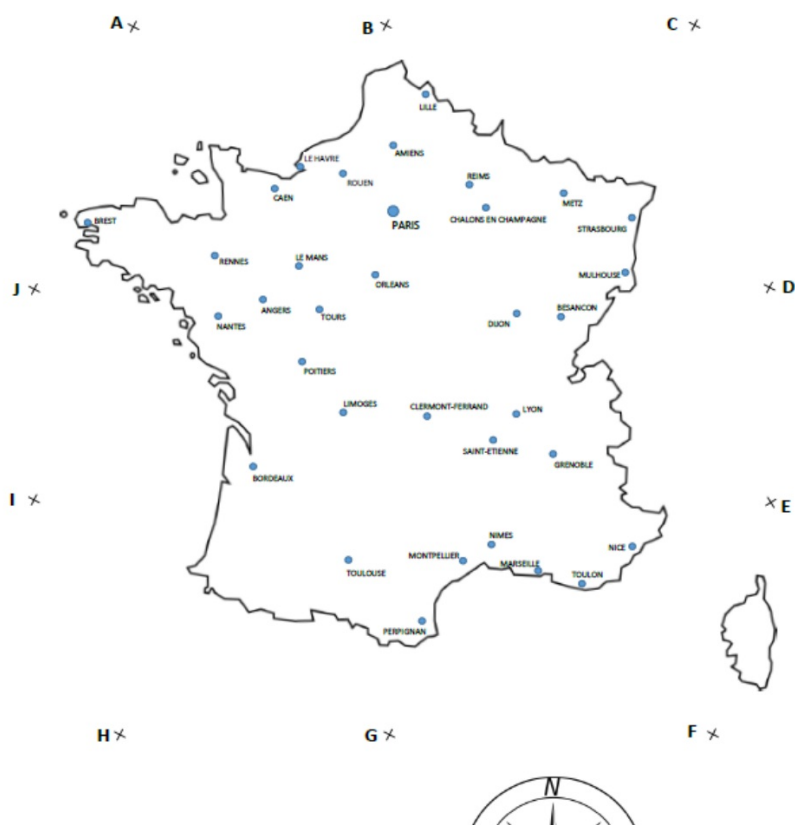 A
B
C
LILLE
AMIENS
LE HAVRE
ROUEN
CAEN
REIMS
METZ
CHALONS EN CHAMPAGNE
STRASBOURG
PARIS
BREST
RENNES
LE MANS
ORLEANS
MULHOUSE
J
D
ANGERS
TOURS
NANTES
DIJON
BESANCON
POITIERS
LIMOGES
CLERMONT-FERRAND
LYON
SAINT-ETIENNE
GRENOBLE
BORDEAUX
I
E
NIMES
MONTPELLIER
MARSEILLE
NICE
TOULOUSE
TOULON
PERPIGNAN
H
G
F
N